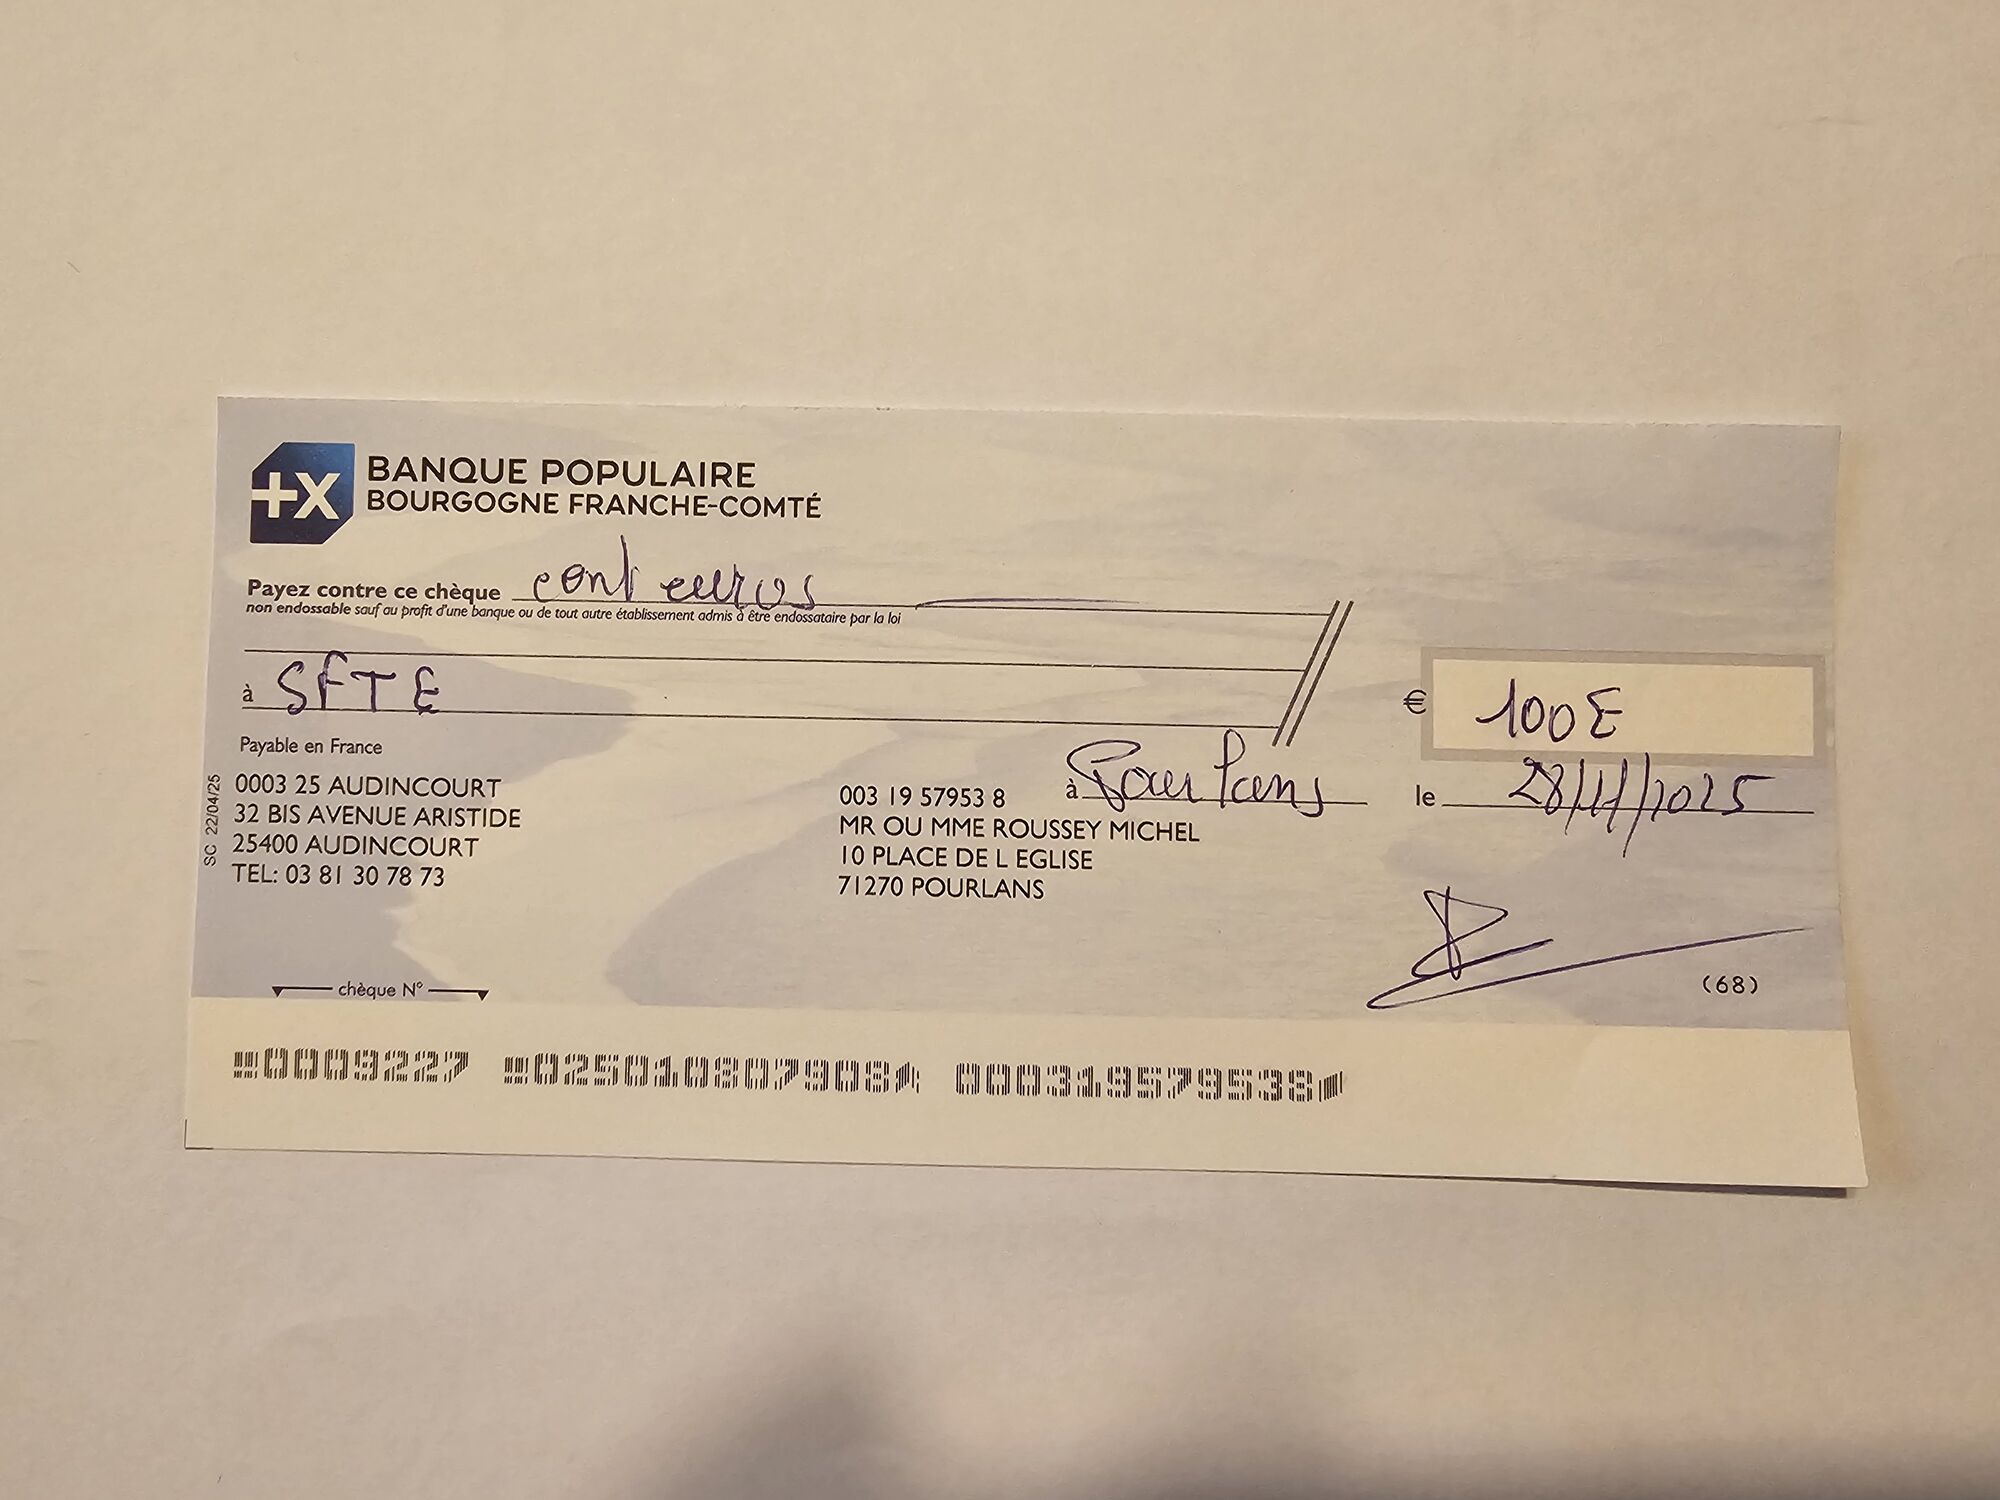 +X BANQUE POPULAIRE
BOURGOGNE FRANCHE-COMTÉ
Payez contre ce chèque cent euros
non endossable sauf au profit d'une banque ou de tout autre établissement admis à être endossataire par la loi
à SFTE
€ 100E
Payable en France
à Pourlans le 28/11/2025
SC 22/04/25
0003 25 AUDINCOURT
32 BIS AVENUE ARISTIDE
25400 AUDINCOURT
TEL: 03 81 30 78 73
003 19 57953 8
MR OU MME ROUSSEY MICHEL
10 PLACE DE L EGLISE
71270 POURLANS
(68)
chèque N°
0009227 025010807908 000319579538